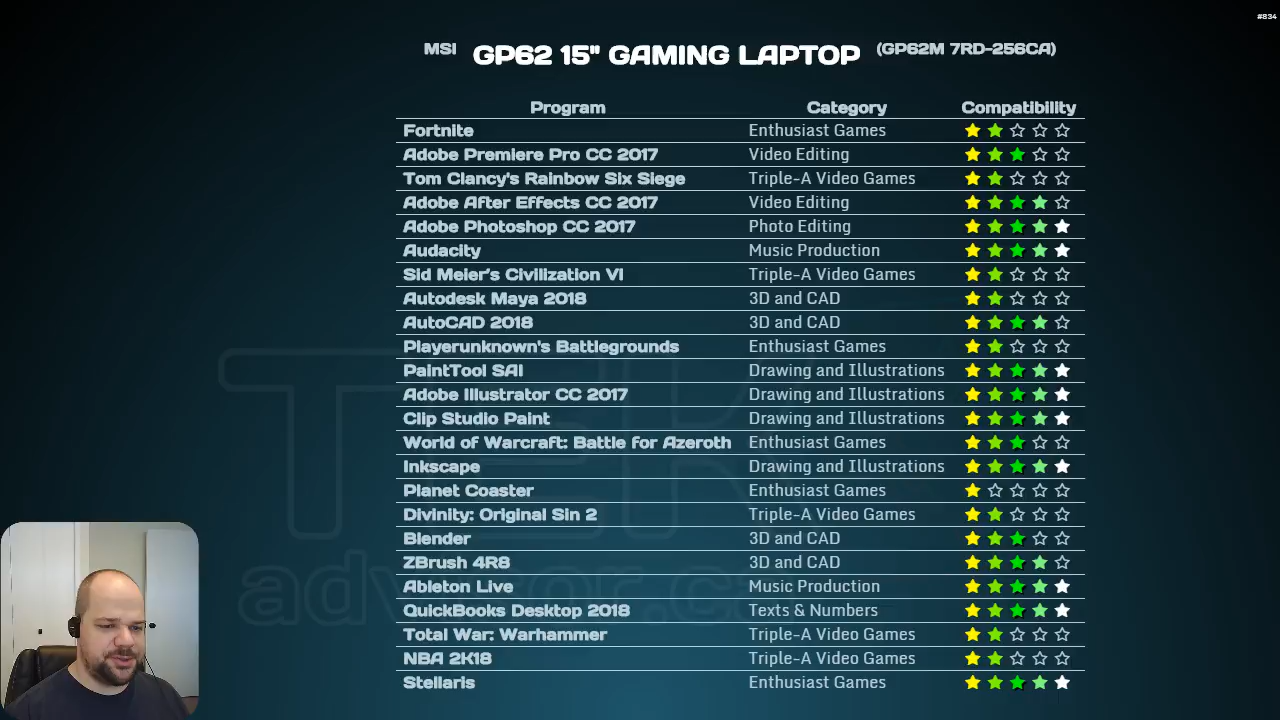 #834
MSI GP62 15" GAMING LAPTOP (GP62M 7RD-256CA)
Program Category Compatibility
Fortnite Enthusiast Games
Adobe Premiere Pro CC 2017 Video Editing
Tom Clancy's Rainbow Six Siege Triple-A Video Games
Adobe After Effects CC 2017 Video Editing
Adobe Photoshop CC 2017 Photo Editing
Audacity Music Production
Sid Meier's Civilization VI Triple-A Video Games
Autodesk Maya 2018 3D and CAD
AutoCAD 2018 3D and CAD
Playerunknown's Battlegrounds Enthusiast Games
PaintTool SAI Drawing and Illustrations
Adobe Illustrator CC 2017 Drawing and Illustrations
Clip Studio Paint Drawing and Illustrations
World of Warcraft: Battle for Azeroth Enthusiast Games
Inkscape Drawing and Illustrations
Planet Coaster Enthusiast Games
Divinity: Original Sin 2 Triple-A Video Games
Blender 3D and CAD
ZBrush 4R8 3D and CAD
Ableton Live Music Production
QuickBooks Desktop 2018 Texts & Numbers
Total War: Warhammer Triple-A Video Games
NBA 2K18 Triple-A Video Games
Stellaris Enthusiast Games